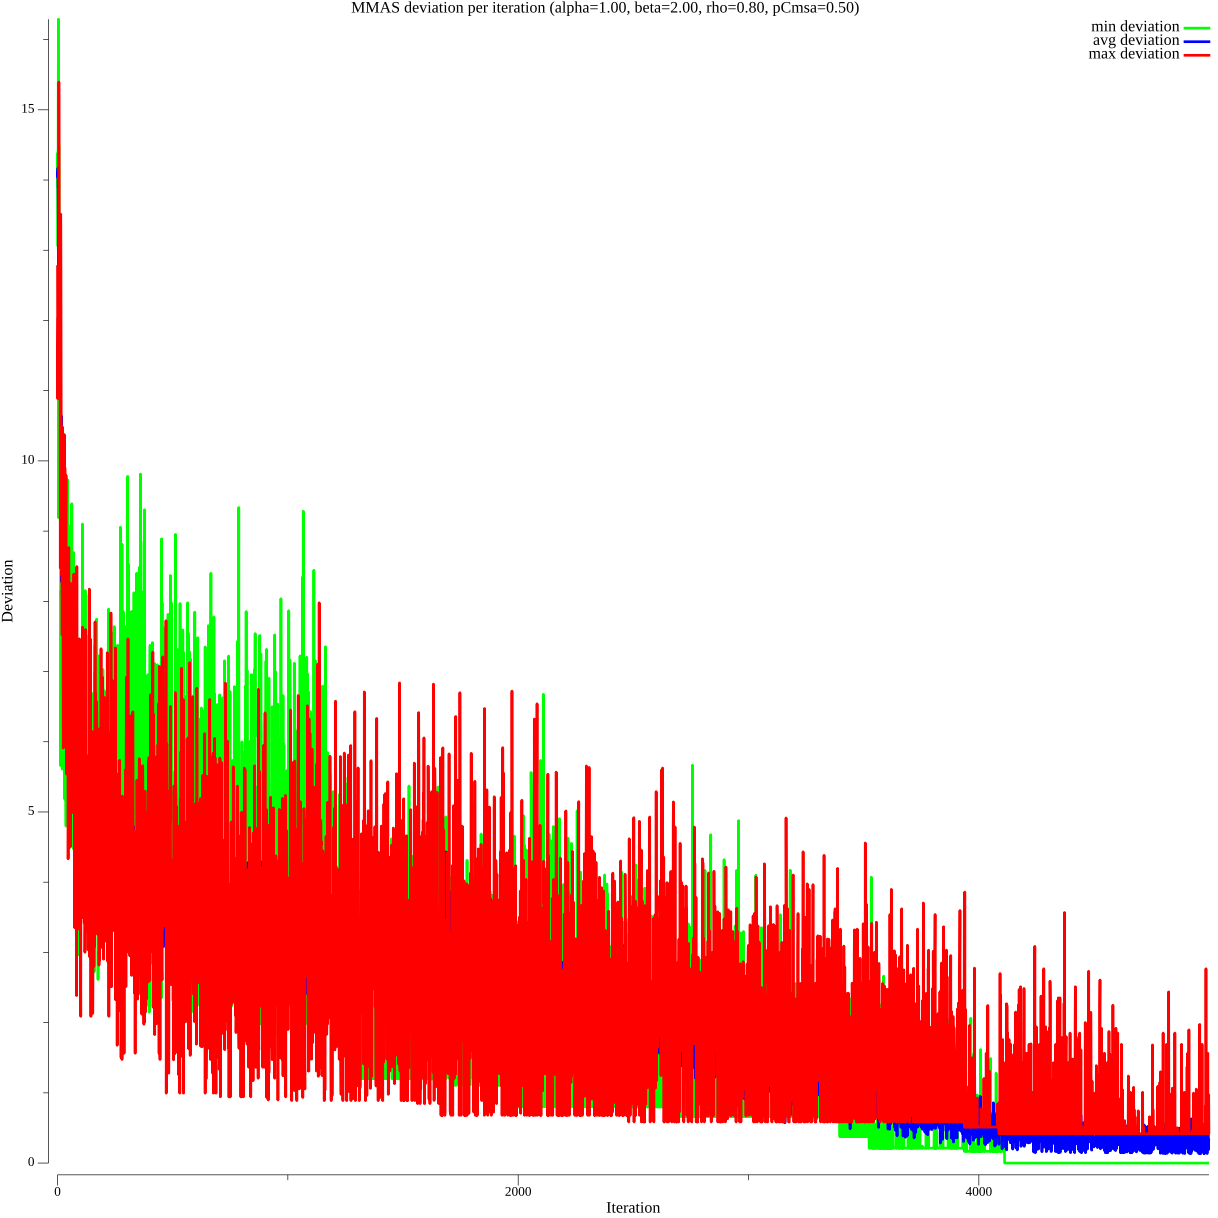 MMAS deviation per iteration (alpha=1.00, beta=2.00, rho=0.80, pCmsa=0.50)
min deviation
avg deviation
max deviation
15
10
5
0
Deviation
0 2000 4000
Iteration